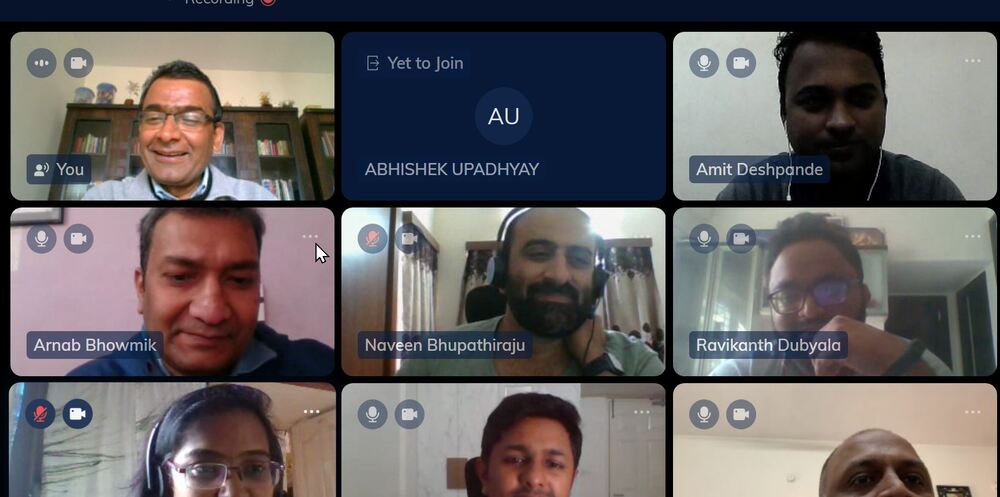 Recording
Yet to Join
AU
You
ABHISHEK UPADHYAY
Amit Deshpande
Arnab Bhowmik
Naveen Bhupathiraju
Ravikanth Dubyala